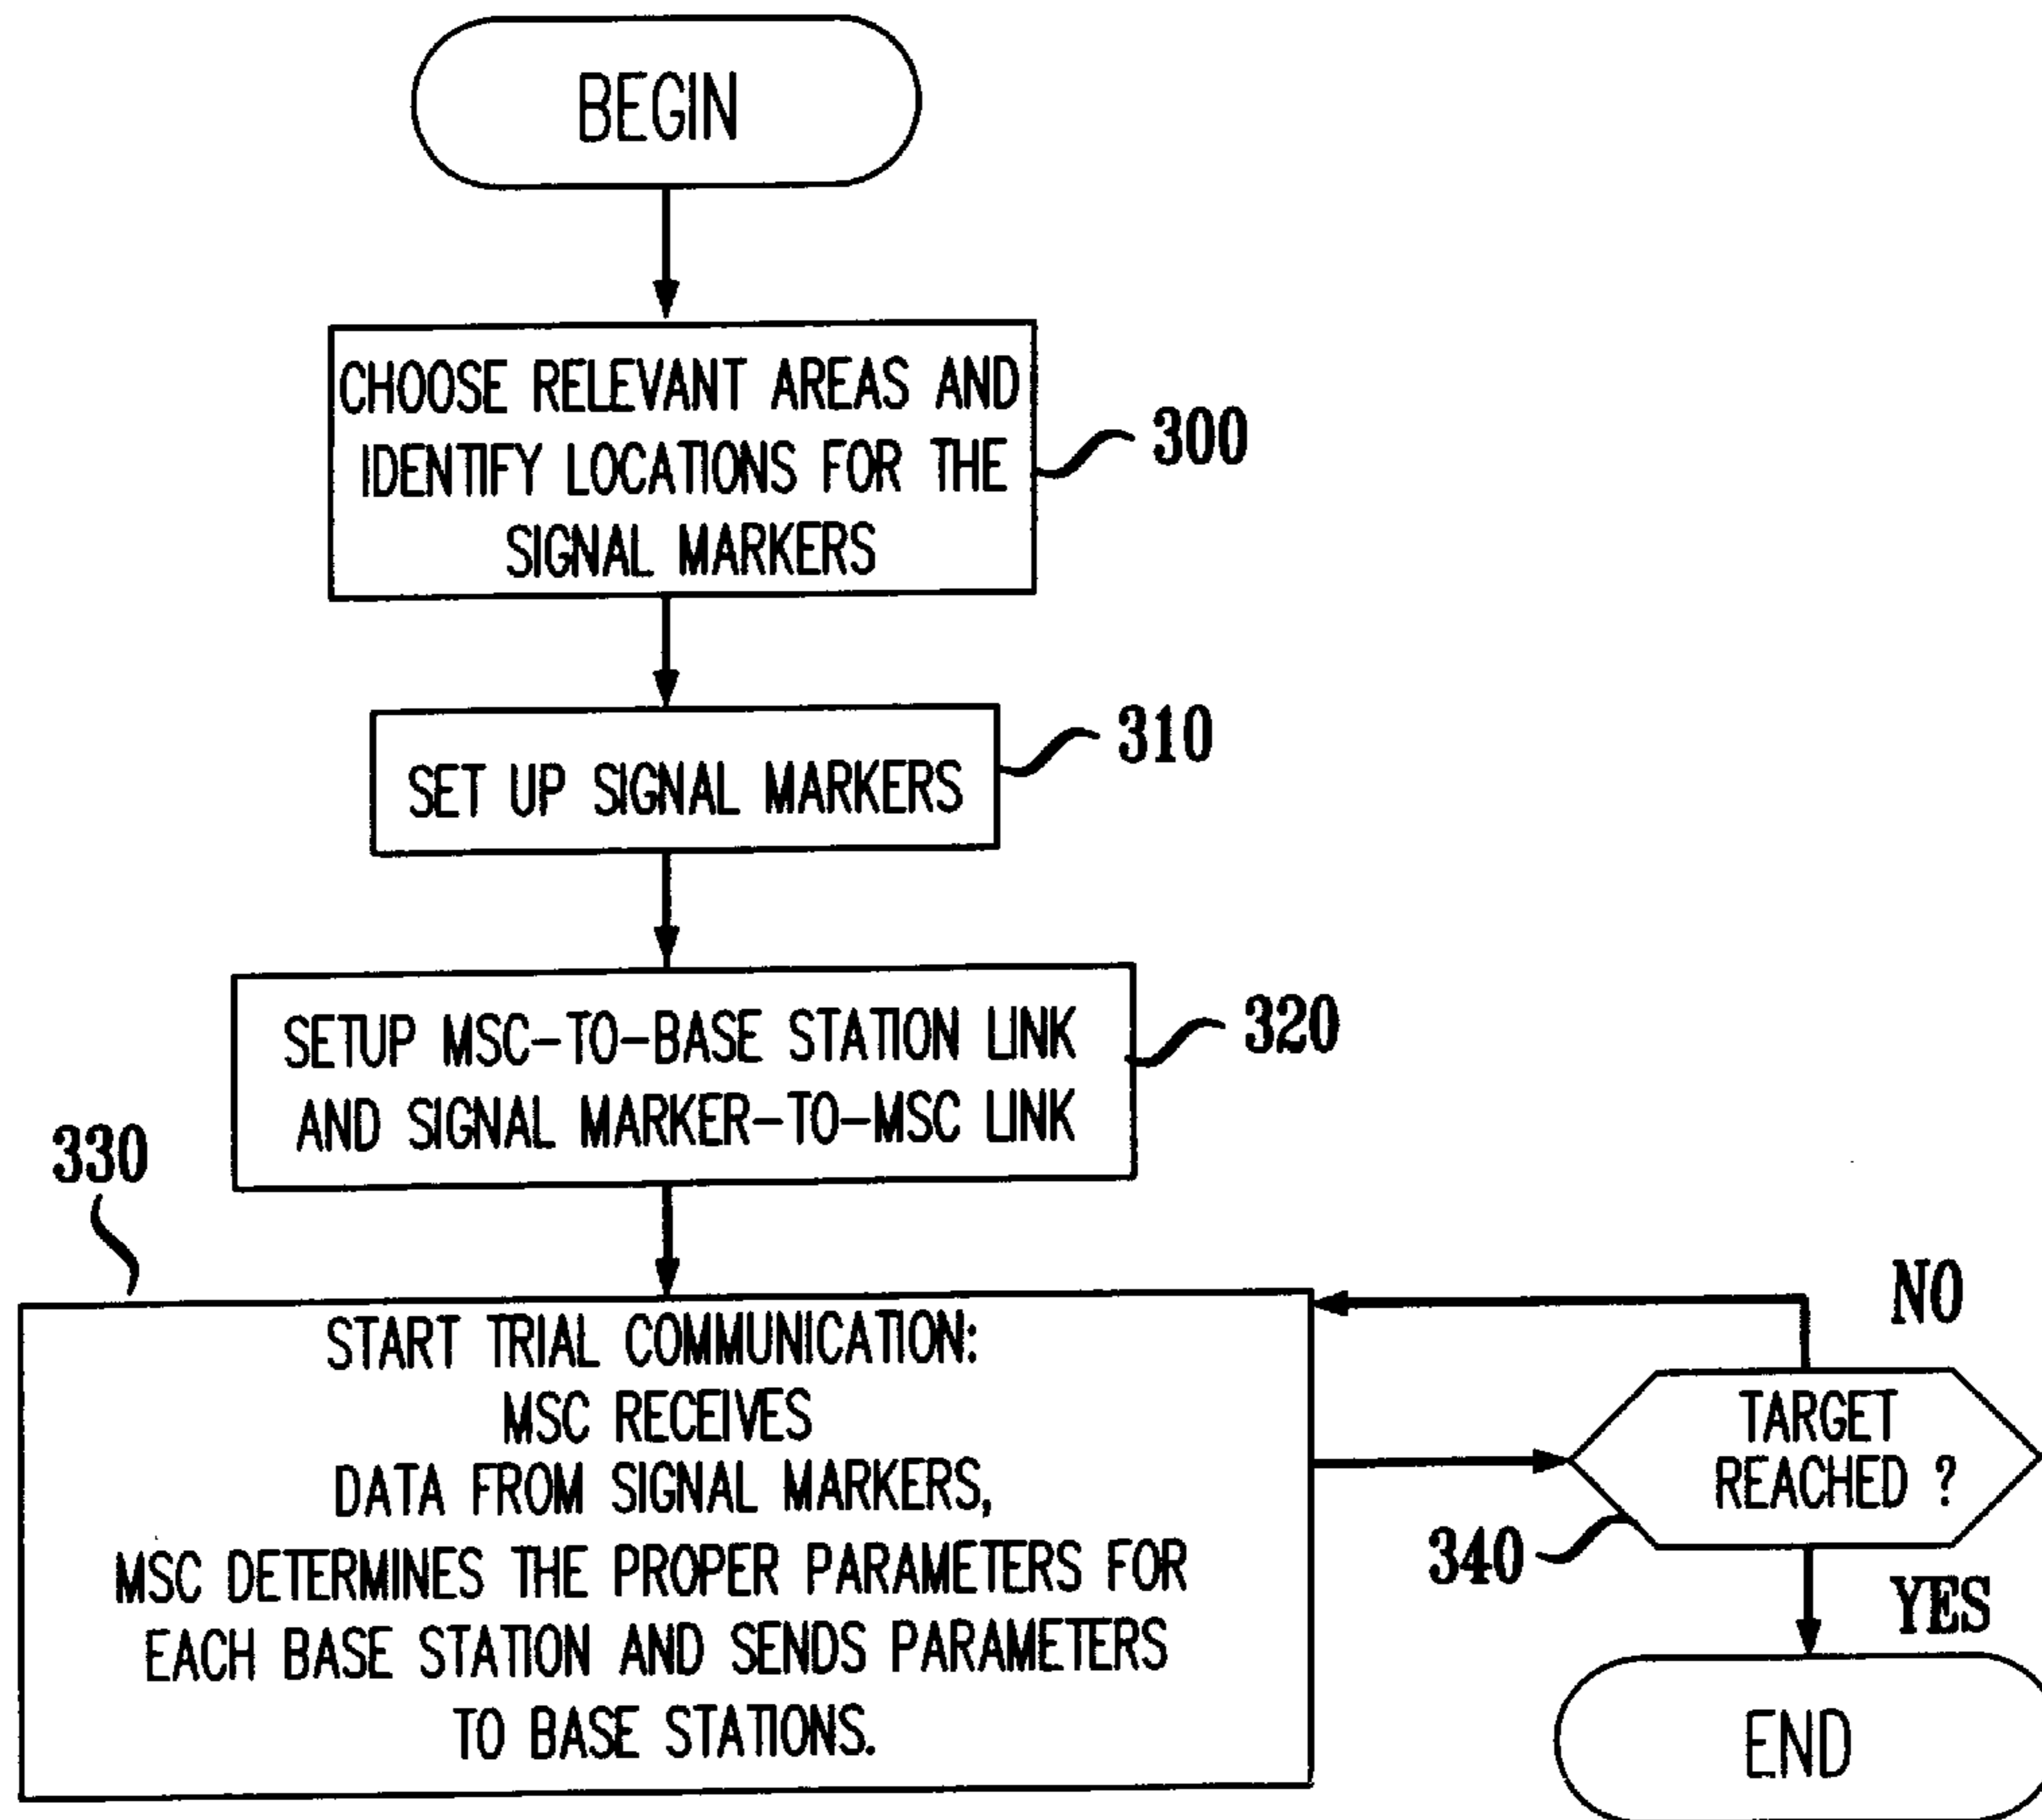 BEGIN
CHOOSE RELEVANT AREAS AND
IDENTIFY LOCATIONS FOR THE
SIGNAL MARKERS
300
SET UP SIGNAL MARKERS
310
SETUP MSC-TO-BASE STATION LINK
AND SIGNAL MARKER-TO-MSC LINK
320
330
START TRIAL COMMUNICATION:
MSC RECEIVES
DATA FROM SIGNAL MARKERS,
MSC DETERMINES THE PROPER PARAMETERS FOR
EACH BASE STATION AND SENDS PARAMETERS
TO BASE STATIONS.
NO
TARGET
REACHED ?
340
YES
END